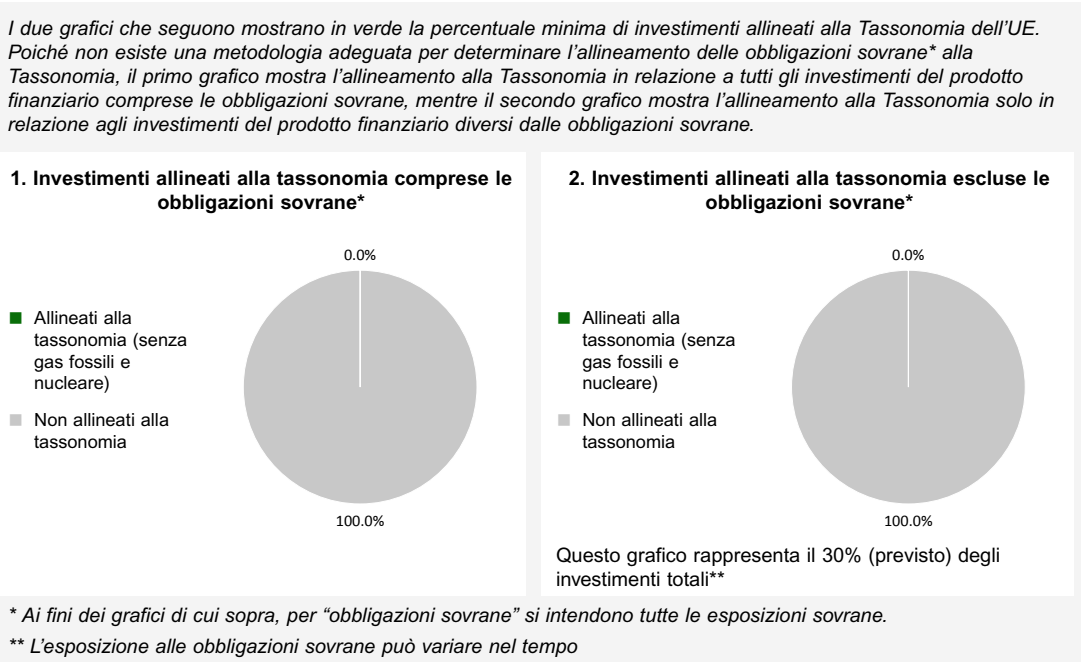 I due grafici che seguono mostrano in verde la percentuale minima di investimenti allineati alla Tassonomia dell’UE.
Poiché non esiste una metodologia adeguata per determinare l’allineamento delle obbligazioni sovrane* alla
Tassonomia, il primo grafico mostra l’allineamento alla Tassonomia in relazione a tutti gli investimenti del prodotto
finanziario comprese le obbligazioni sovrane, mentre il secondo grafico mostra l’allineamento alla Tassonomia solo in
relazione agli investimenti del prodotto finanziario diversi dalle obbligazioni sovrane.
1. Investimenti allineati alla tassonomia comprese le
obbligazioni sovrane*
0.0%
Allineati alla
tassonomia (senza
gas fossili e
nucleare)
Non allineati alla
tassonomia
100.0%
2. Investimenti allineati alla tassonomia escluse le
obbligazioni sovrane*
0.0%
Allineati alla
tassonomia (senza
gas fossili e
nucleare)
Non allineati alla
tassonomia
100.0%
Questo grafico rappresenta il 30% (previsto) degli
investimenti totali**
* Ai fini dei grafici di cui sopra, per “obbligazioni sovrane” si intendono tutte le esposizioni sovrane.
** L’esposizione alle obbligazioni sovrane può variare nel tempo